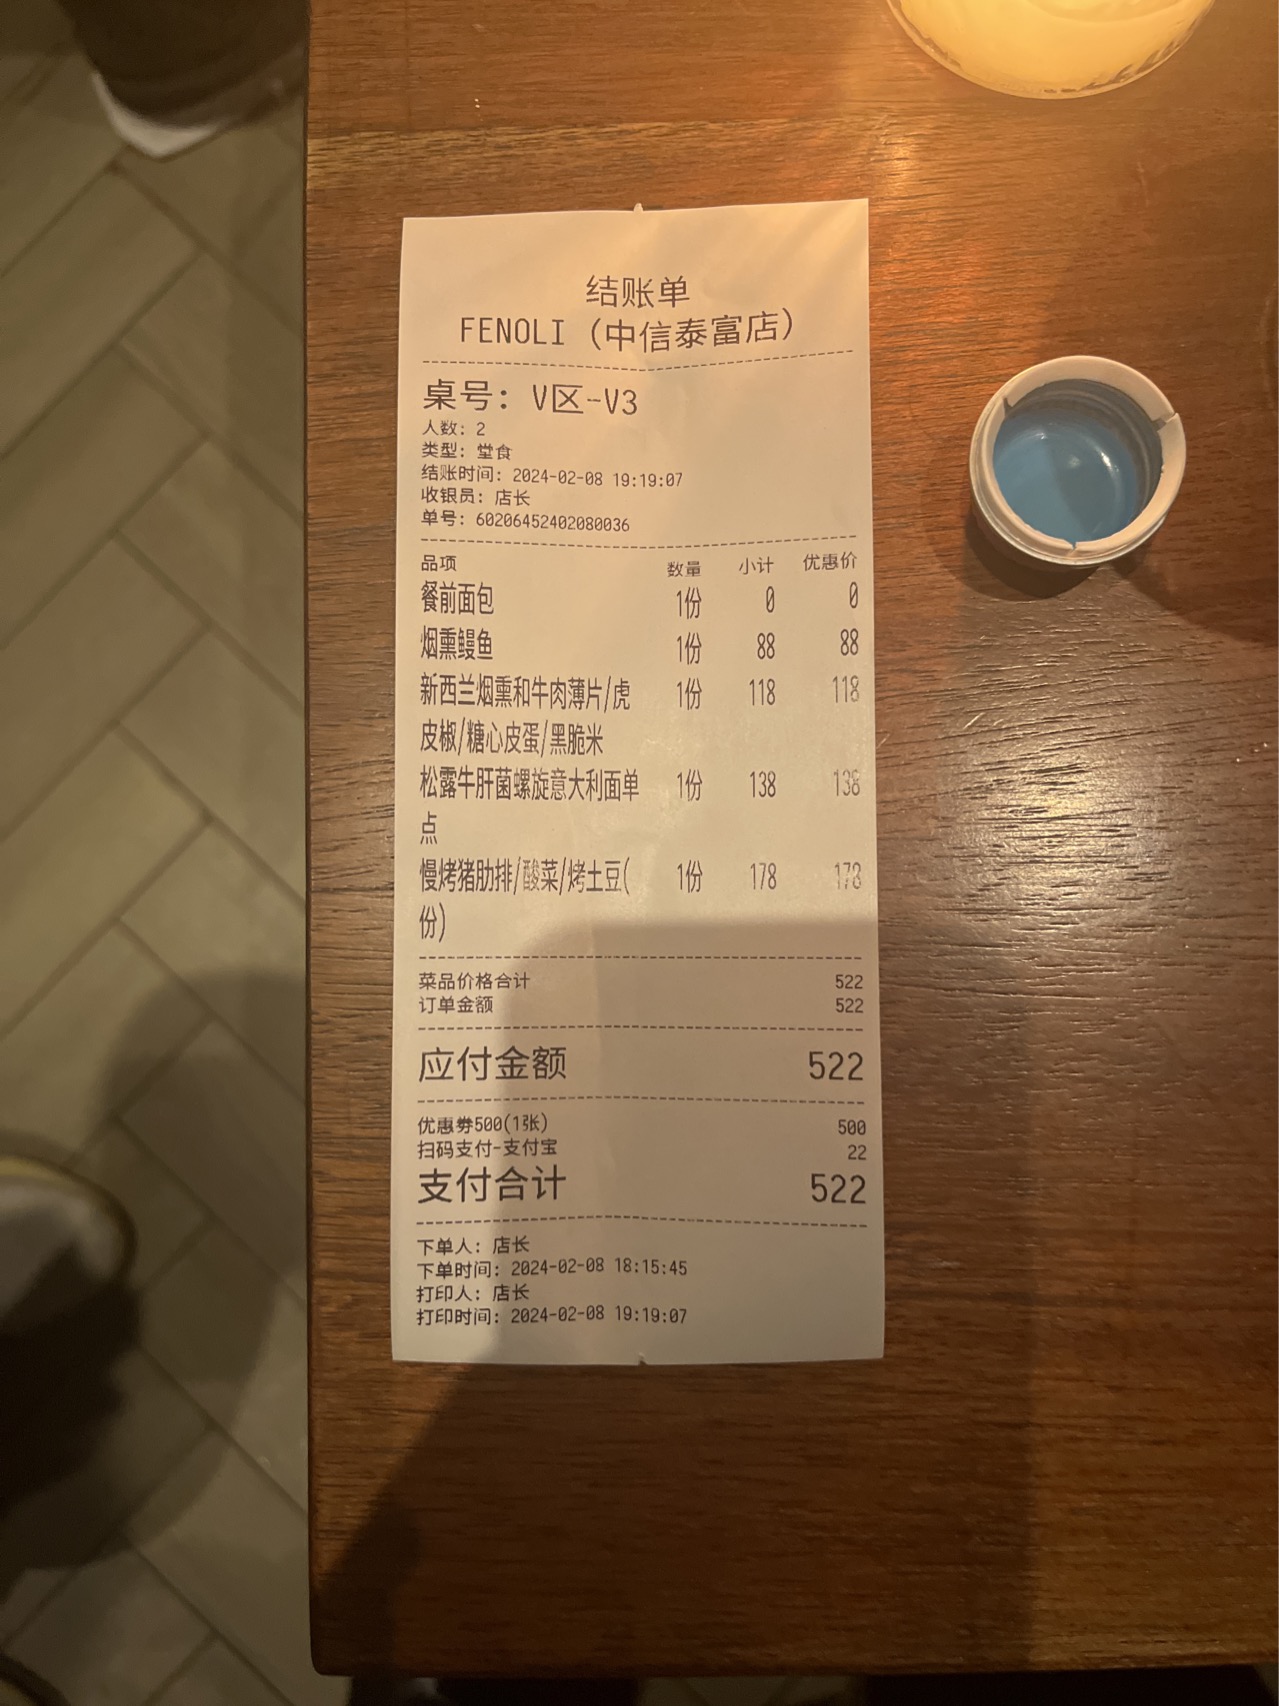 结账单
FENOLI (中信泰富店)
桌号: V区-V3
人数: 2
类型: 堂食
结账时间: 2024-02-08 19:19:07
收银员: 店长
单号: 60206452402080036
品项 数量 小计 优惠价
餐前面包 1份 0 0
烟熏鳗鱼 1份 88 88
新西兰烟熏和牛肉薄片/虎 1份 118 118
皮椒/糖心皮蛋/黑脆米
松露牛肝菌螺旋意大利面单 1份 138 138
点
慢烤猪肋排/酸菜/烤土豆( 1份 178 178
份)
菜品价格合计 522
订单金额 522
应付金额 522
优惠劵500(1张) 500
扫码支付-支付宝 22
支付合计 522
下单人: 店长
下单时间: 2024-02-08 18:15:45
打印人: 店长
打印时间: 2024-02-08 19:19:07